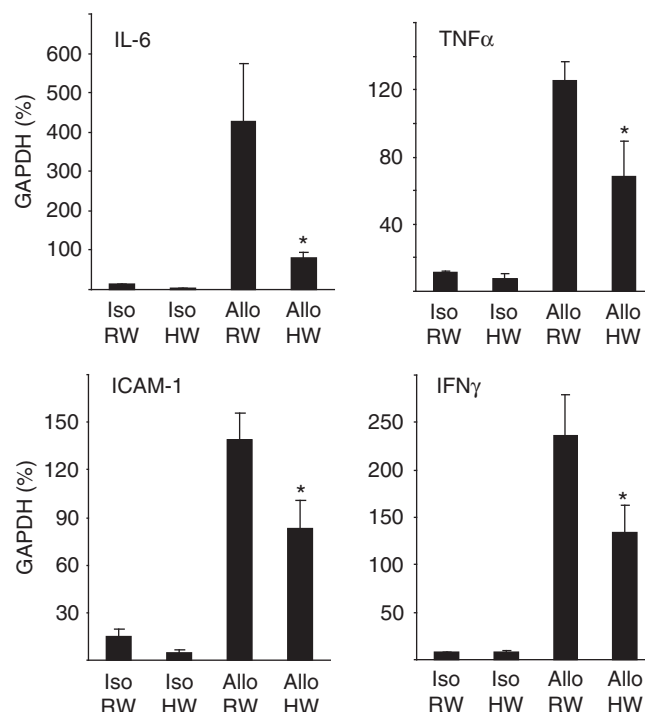 IL-6
GAPDH (%)
600
500
400
300
200
100
*
Iso RW
Iso HW
Allo RW
Allo HW
TNFα
120
80
40
*
Iso RW
Iso HW
Allo RW
Allo HW
ICAM-1
GAPDH (%)
150
120
90
60
30
*
Iso RW
Iso HW
Allo RW
Allo HW
IFNγ
250
200
150
100
50
*
Iso RW
Iso HW
Allo RW
Allo HW